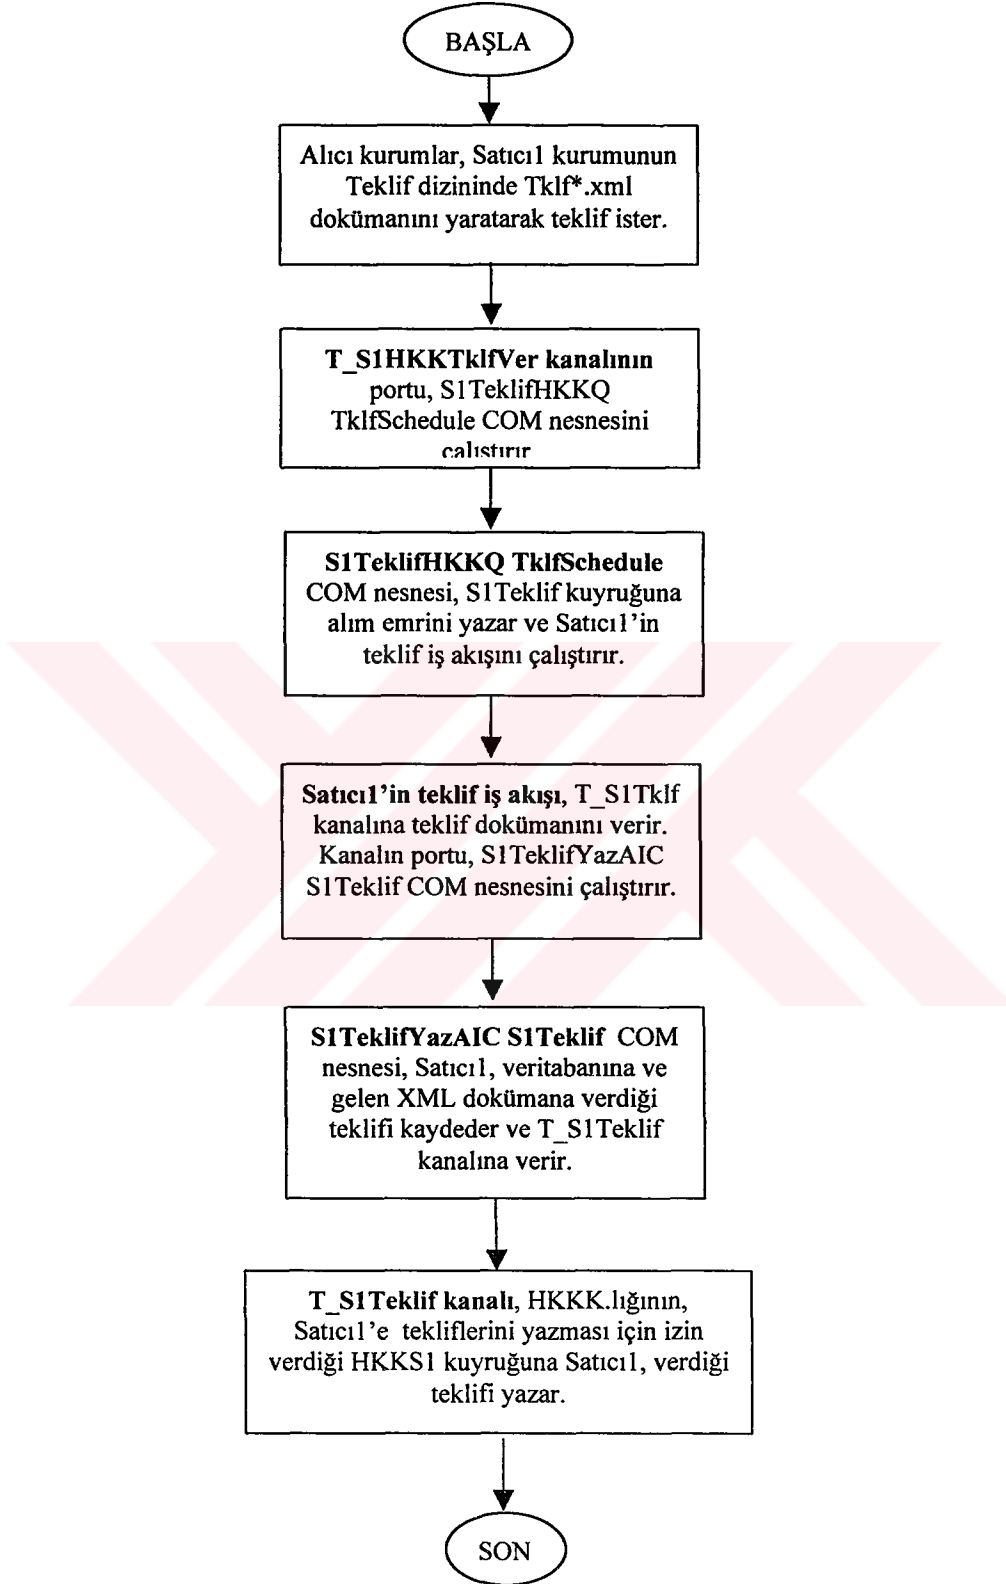 BAŞLA
Alıcı kurumlar, Satıcı1 kurumunun
Teklif dizininde Tklf*.xml
dokümanını yaratarak teklif ister.
T_S1HKKTklfVer kanalının
portu, S1TeklifHKKQ
TklfSchedule COM nesnesini
çalıştırır
S1TeklifHKKQ TklfSchedule
COM nesnesi, S1Teklif kuyruğuna
alım emrini yazar ve Satıcı1'in
teklif iş akışını çalıştırır.
Satıcı1'in teklif iş akışı, T_S1Tklf
kanalına teklif dokümanını verir.
Kanalın portu, S1TeklifYazAIC
S1Teklif COM nesnesini çalıştırır.
S1TeklifYazAIC S1Teklif COM
nesnesi, Satıcı1, veritabanına ve
gelen XML dokümana verdiği
teklifi kaydeder ve T_S1Teklif
kanalına verir.
T_S1Teklif kanalı, HKKK.lığının,
Satıcı1'e tekliflerini yazması için izin
verdiği HKKS1 kuyruğuna Satıcı1, verdiği
teklifi yazar.
SON